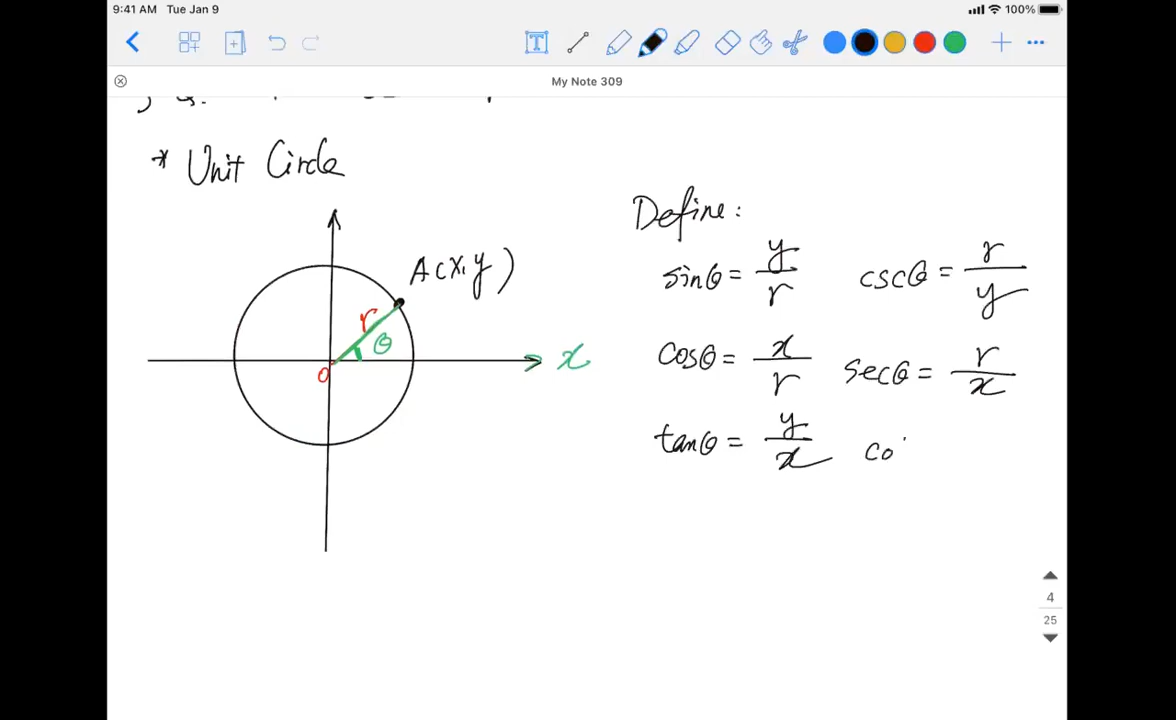 9:41 AM Tue Jan 9
100%
My Note 309
* Unit Circle
Define:
A(x, y)
sinθ = y/r cscθ = r/y
r
θ
cosθ = x/r secθ = r/x
x
O
tanθ = y/x co
4
25